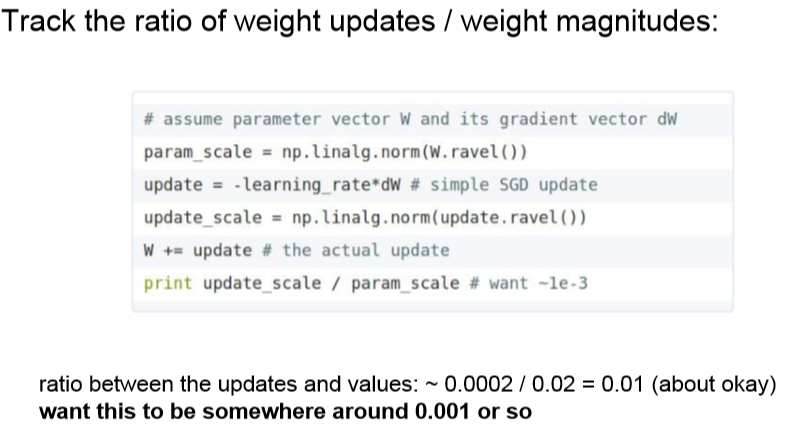 Track the ratio of weight updates / weight magnitudes:
# assume parameter vector W and its gradient vector dW
param_scale = np.linalg.norm(W.ravel())
update = -learning_rate*dW # simple SGD update
update_scale = np.linalg.norm(update.ravel())
W += update # the actual update
print update_scale / param_scale # want ~1e-3
ratio between the updates and values: ~ 0.0002 / 0.02 = 0.01 (about okay)
want this to be somewhere around 0.001 or so